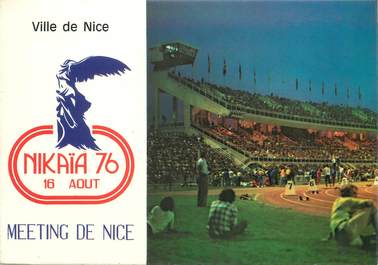 Ville de Nice
NIKAÏA 76
16 AOUT
MEETING DE NICE